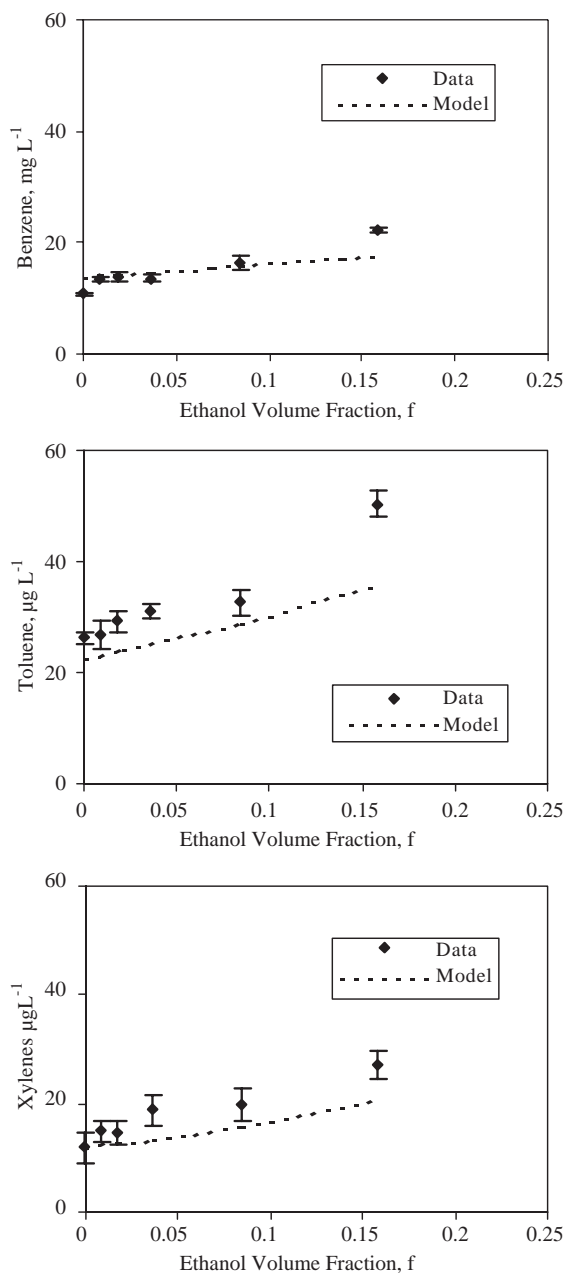 60
40
20
0
Benzene, mg L-1
Data
Model
0 0.05 0.1 0.15 0.2 0.25
Ethanol Volume Fraction, f
60
40
20
0
Toluene, µg L-1
Data
Model
0 0.05 0.1 0.15 0.2 0.25
Ethanol Volume Fraction, f
60
40
20
0
Xylenes µgL-1
Data
Model
0 0.05 0.1 0.15 0.2 0.25
Ethanol Volume Fraction, f